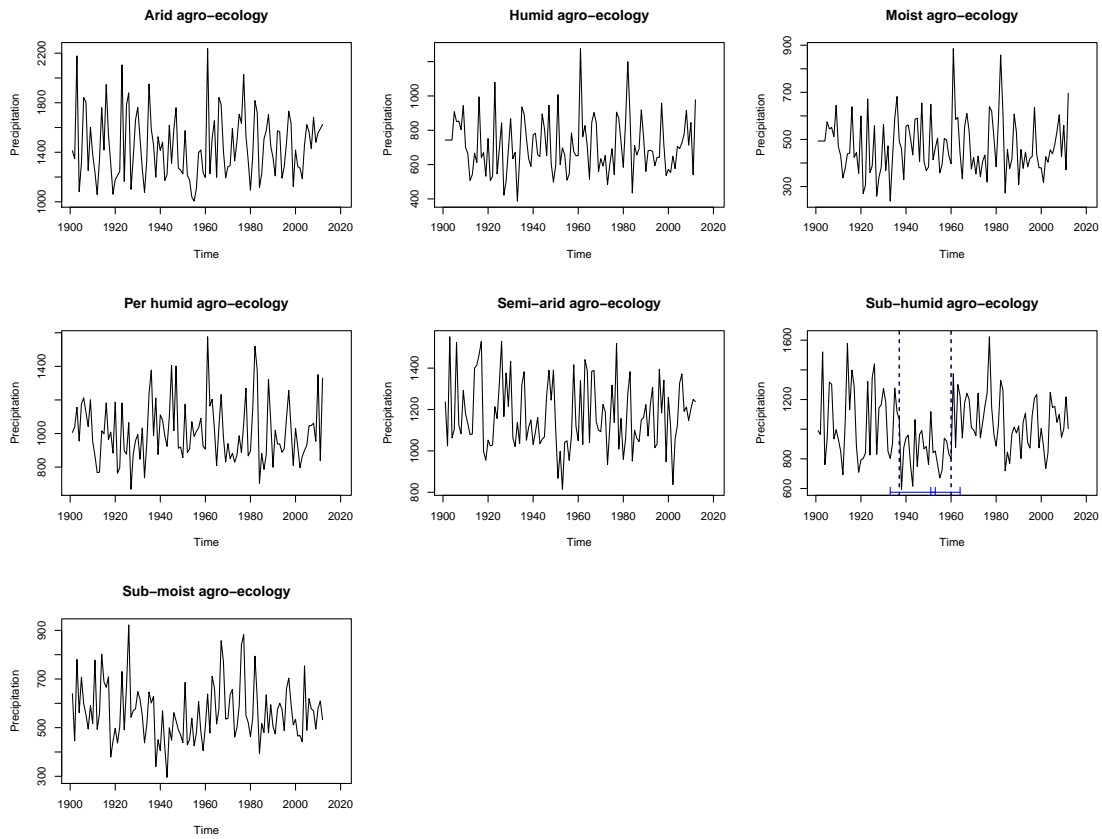 Arid agro−ecology
Precipitation
1000 1400 1800 2200
1900 1920 1940 1960 1980 2000 2020
Time
Humid agro−ecology
Precipitation
400 600 800 1000
1900 1920 1940 1960 1980 2000 2020
Time
Moist agro−ecology
Precipitation
300 500 700 900
1900 1920 1940 1960 1980 2000 2020
Time
Per humid agro−ecology
Precipitation
800 1000 1400
1900 1920 1940 1960 1980 2000 2020
Time
Semi−arid agro−ecology
Precipitation
800 1000 1200 1400
1900 1920 1940 1960 1980 2000 2020
Time
Sub−humid agro−ecology
Precipitation
600 800 1200 1600
1900 1920 1940 1960 1980 2000 2020
Time
Sub−moist agro−ecology
Precipitation
300 500 700 900
1900 1920 1940 1960 1980 2000 2020
Time